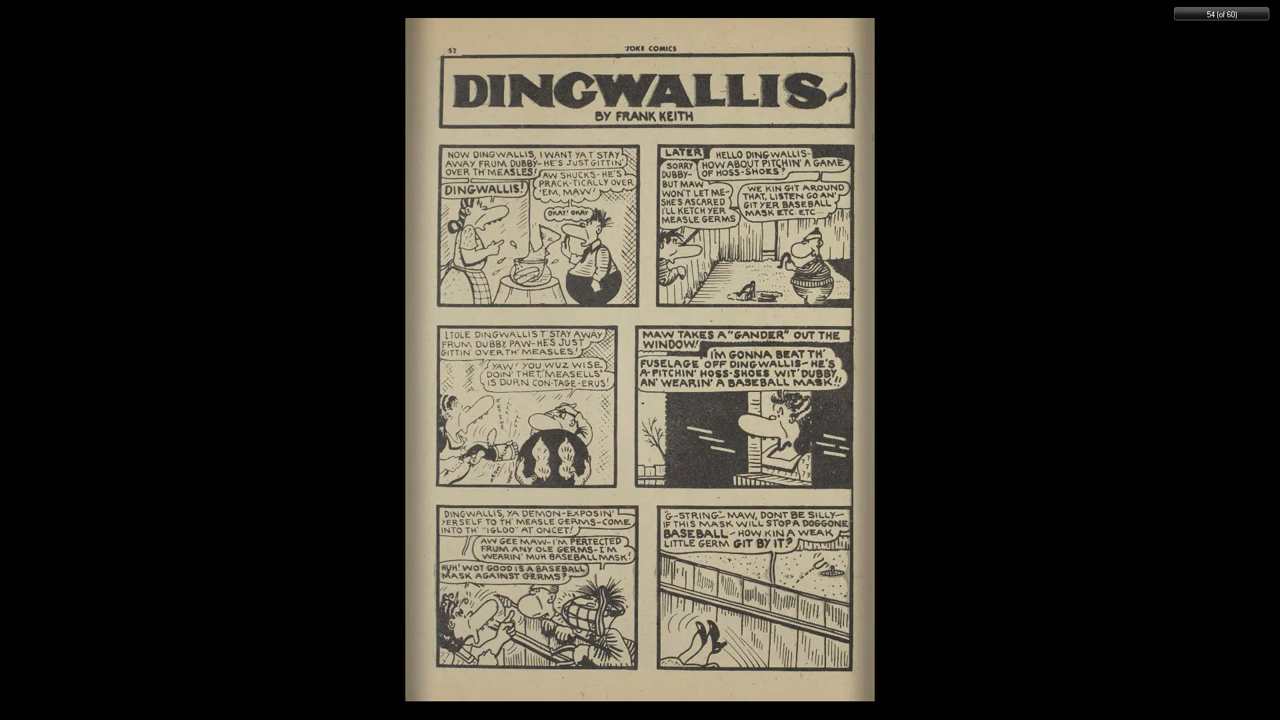 54 (of 60)
52
JOKE COMICS
DINGWALLIS-
BY FRANK KEITH
NOW DINGWALLIS, I WANT YA T' STAY
AWAY FRUM DUBBY-HE'S JUST GITTIN'
OVER TH' MEASLES!
AW SHUCKS-HE'S
PRACK-TICALLY OVER
'EM, MAW!
DINGWALLIS!
OKAY! OKAY
LATER
HELLO DINGWALLIS-
HOW ABOUT PITCHIN' A GAME
OF HOSS-SHOES?
SORRY
DUBBY-
BUT MAW
WON'T LET ME-
SHE'S ASCARED
I'LL KETCH YER
MEASLE GERMS
WE KIN GIT AROUND
THAT, LISTEN GO AN'
GIT YER BASEBALL
MASK ETC. ETC...
I TOLE DINGWALLIS T' STAY AWAY
FRUM DUBBY, PAW-HE'S JUST
GITTIN' OVER TH' MEASLES!
YAW! YOU WUZ WISE
DOIN' THET, MEASELLS
IS DURN CON-TAGE-ERUS!
MAW TAKES A "GANDER" OUT THE
WINDOW!
I'M GONNA BEAT TH'
FUSELAGE OFF DINGWALLIS-HE'S
A-PITCHIN' HOSS-SHOES WIT' DUBBY
AN' WEARIN' A BASEBALL MASK!!
DINGWALLIS, YA DEMON-EXPOSIN'
YERSELF TO TH' MEASLE GERMS-COME
INTO TH' "IGLOO" AT ONCET!
AW GEE MAW-I'M PERTECTED
FRUM ANY OLE GERMS-I'M
WEARIN' MUH BASEBALL MASK!
HUH! WOT GOOD IS A BASEBALL
MASK AGAINST GERMS?
"G-STRING"- MAW, DONT BE SILLY-
IF THIS MASK WILL STOP A DOGGONE
BASEBALL-HOW KIN A WEAK
LITTLE GERM GIT BY IT?